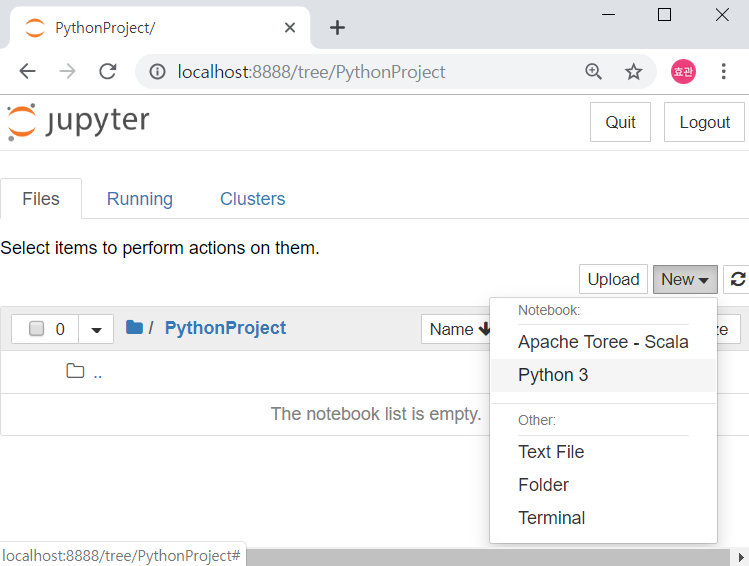 PythonProject/
localhost:8888/tree/PythonProject
효관
jupyter
Quit
Logout
Files
Running
Clusters
Select items to perform actions on them.
Upload
New
0
/ PythonProject
Name
ze
Notebook:
Apache Toree - Scala
Python 3
Other:
Text File
Folder
Terminal
..
The notebook list is empty.
localhost:8888/tree/PythonProject#